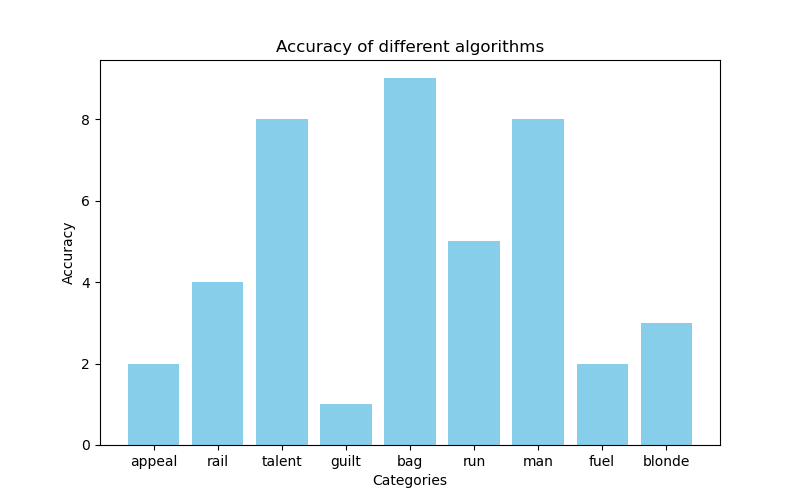 Accuracy of different algorithms
Accuracy
8
6
4
2
0
appeal rail talent guilt bag run man fuel blonde
Categories